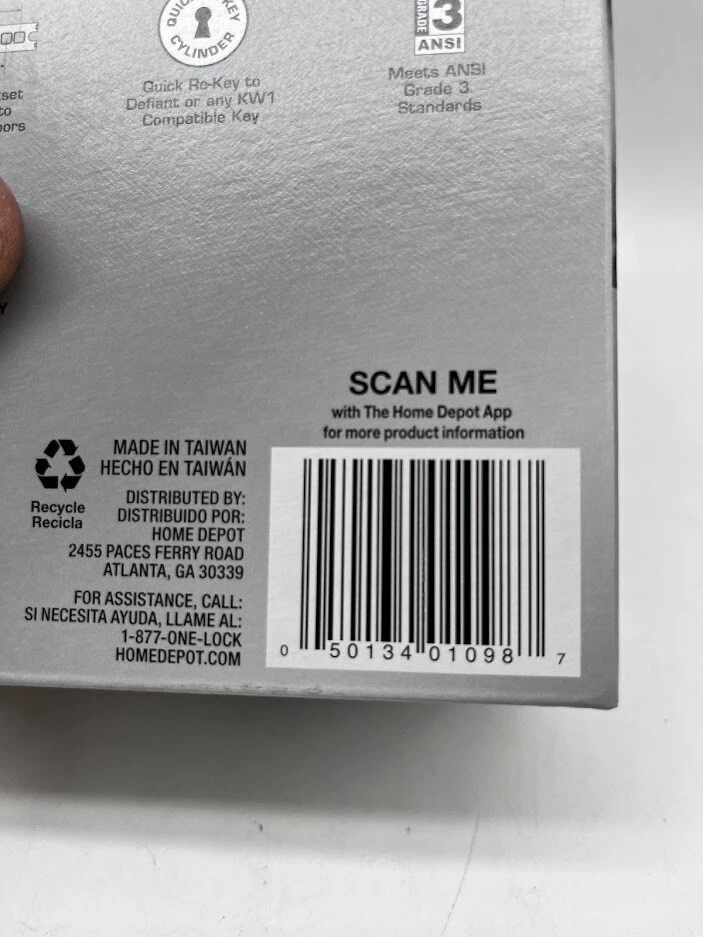 QUICK KEY
CYLINDER
Quick Re-Key to
Defiant or any KW1
Compatible Key
GRADE 3
ANSI
Meets ANSI
Grade 3
Standards
set
to
ors
Y
SCAN ME
with The Home Depot App
for more product information
MADE IN TAIWAN
HECHO EN TAIWÁN
Recycle
Recicla
DISTRIBUTED BY:
DISTRIBUIDO POR:
HOME DEPOT
2455 PACES FERRY ROAD
ATLANTA, GA 30339
FOR ASSISTANCE, CALL:
SI NECESITA AYUDA, LLAME AL:
1-877-ONE-LOCK
HOMEDEPOT.COM
0 50134 01098 7